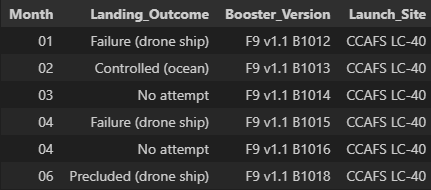 Month Landing_Outcome Booster_Version Launch_Site
01 Failure (drone ship) F9 v1.1 B1012 CCAFS LC-40
02 Controlled (ocean) F9 v1.1 B1013 CCAFS LC-40
03 No attempt F9 v1.1 B1014 CCAFS LC-40
04 Failure (drone ship) F9 v1.1 B1015 CCAFS LC-40
04 No attempt F9 v1.1 B1016 CCAFS LC-40
06 Precluded (drone ship) F9 v1.1 B1018 CCAFS LC-40